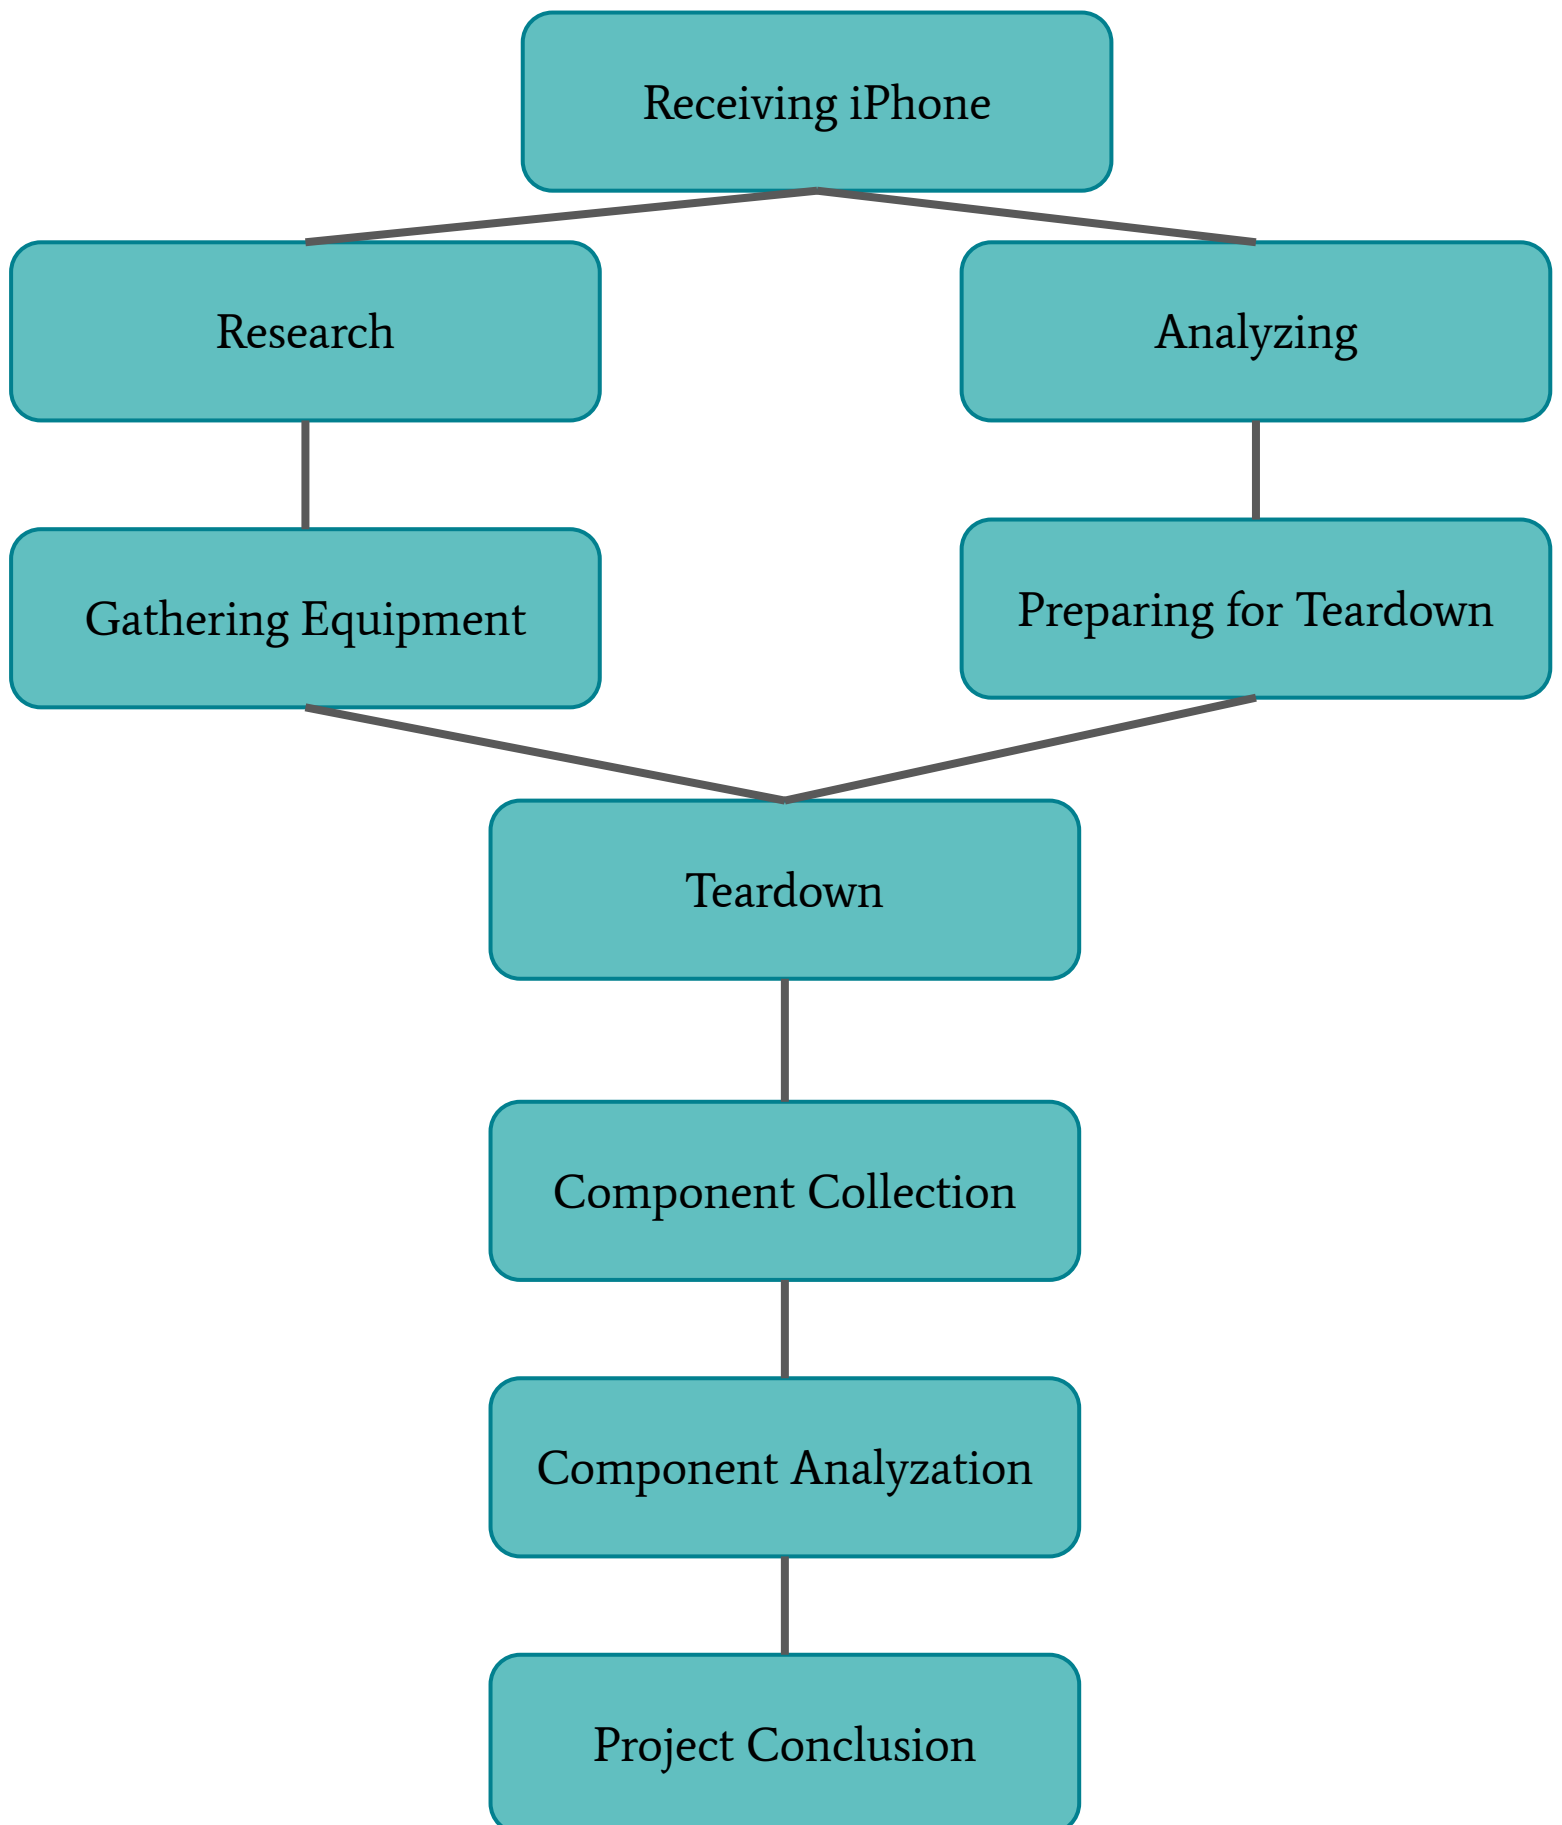 Receiving iPhone
Research
Analyzing
Gathering Equipment
Preparing for Teardown
Teardown
Component Collection
Component Analyzation
Project Conclusion